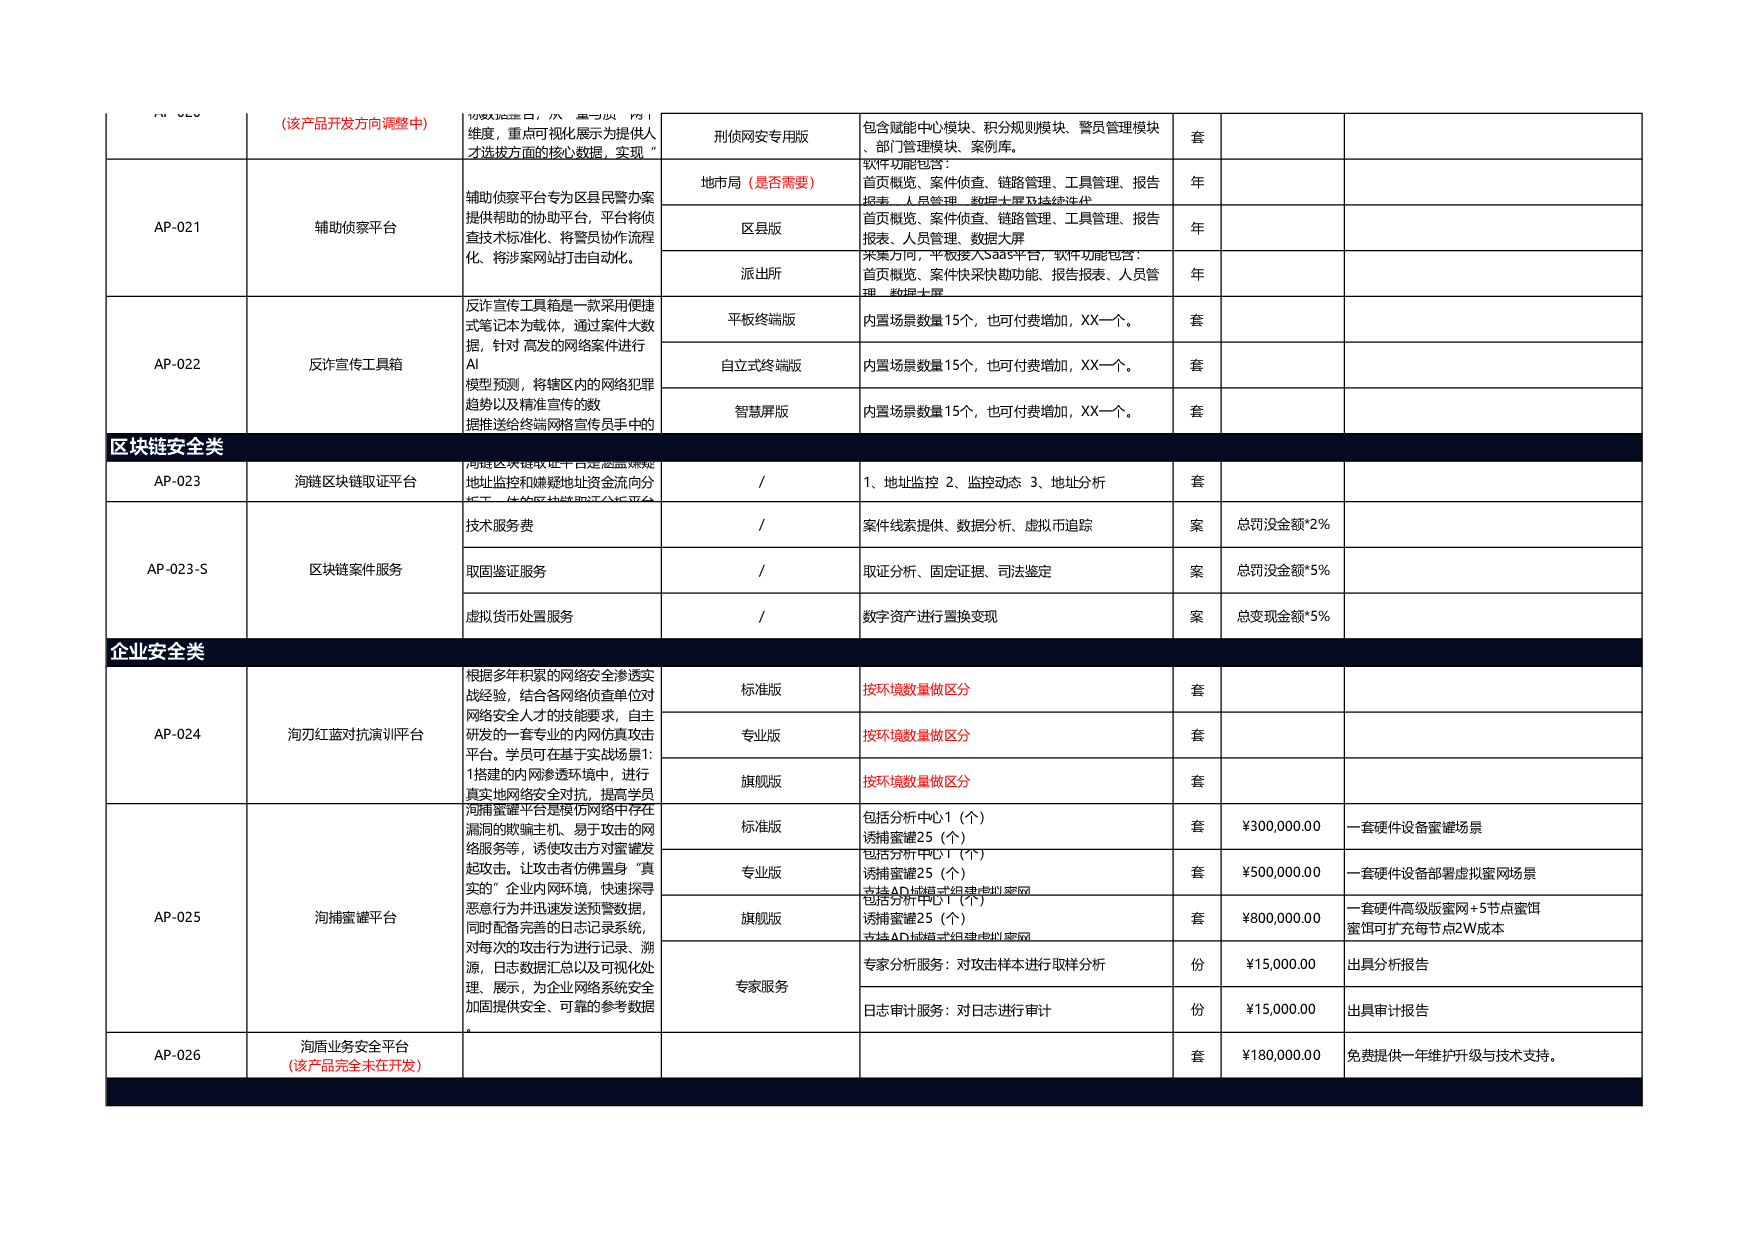 AP-020
(该产品开发方向调整中)
标数据整合，从“量与质”两个
维度，重点可视化展示为提供人
才选拔方面的核心数据，实现“
刑侦网安专用版
包含赋能中心模块、积分规则模块、警员管理模块
、部门管理模块、案例库。
套
AP-021
辅助侦察平台
辅助侦察平台专为区县民警办案
提供帮助的协助平台，平台将侦
查技术标准化、将警员协作流程
化、将涉案网站打击自动化。
地市局（是否需要）
软件功能包含：
首页概览、案件侦查、链路管理、工具管理、报告
报表、人员管理、数据大屏及持续迭代
年
区县版
首页概览、案件侦查、链路管理、工具管理、报告
报表、人员管理、数据大屏
年
派出所
采集方向，平板接入Saas平台，软件功能包含：
首页概览、案件快采快勘功能、报告报表、人员管
理、数据大屏
年
AP-022
反诈宣传工具箱
反诈宣传工具箱是一款采用便捷
式笔记本为载体，通过案件大数
据，针对 高发的网络案件进行
AI
模型预测，将辖区内的网络犯罪
趋势以及精准宣传的数
据推送给终端网格宣传员手中的
平板终端版
内置场景数量15个，也可付费增加，XX一个。
套
自立式终端版
内置场景数量15个，也可付费增加，XX一个。
套
智慧屏版
内置场景数量15个，也可付费增加，XX一个。
套
区块链安全类
AP-023
洵链区块链取证平台
洵链区块链取证平台是涵盖嫌疑
地址监控和嫌疑地址资金流向分
析于一体的区块链取证分析平台
/
1、地址监控 2、监控动态 3、地址分析
套
AP-023-S
区块链案件服务
技术服务费
/
案件线索提供、数据分析、虚拟币追踪
案
总罚没金额*2%
取固鉴证服务
/
取证分析、固定证据、司法鉴定
案
总罚没金额*5%
虚拟货币处置服务
/
数字资产进行置换变现
案
总变现金额*5%
企业安全类
AP-024
洵刃红蓝对抗演训平台
根据多年积累的网络安全渗透实
战经验，结合各网络侦查单位对
网络安全人才的技能要求，自主
研发的一套专业的内网仿真攻击
平台。学员可在基于实战场景1:
1搭建的内网渗透环境中，进行
真实地网络安全对抗，提高学员
标准版
按环境数量做区分
套
专业版
按环境数量做区分
套
旗舰版
按环境数量做区分
套
AP-025
洵捕蜜罐平台
洵捕蜜罐平台是模仿网络中存在
漏洞的欺骗主机、易于攻击的网
络服务等，诱使攻击方对蜜罐发
起攻击。让攻击者仿佛置身“真
实的”企业内网环境，快速探寻
恶意行为并迅速发送预警数据，
同时配备完善的日志记录系统，
对每次的攻击行为进行记录、溯
源，日志数据汇总以及可视化处
理、展示，为企业网络系统安全
加固提供安全、可靠的参考数据
。
标准版
包括分析中心1（个）
诱捕蜜罐25（个）
套
¥300,000.00
一套硬件设备蜜罐场景
专业版
包括分析中心1（个）
诱捕蜜罐25（个）
支持AD域模式组建虚拟蜜网
套
¥500,000.00
一套硬件设备部署虚拟蜜网场景
旗舰版
包括分析中心1（个）
诱捕蜜罐25（个）
支持AD域模式组建虚拟蜜网
套
¥800,000.00
一套硬件高级版蜜网+5节点蜜饵
蜜饵可扩充每节点2W成本
专家服务
专家分析服务：对攻击样本进行取样分析
份
¥15,000.00
出具分析报告
日志审计服务：对日志进行审计
份
¥15,000.00
出具审计报告
AP-026
洵盾业务安全平台
(该产品完全未在开发)
套
¥180,000.00
免费提供一年维护升级与技术支持。